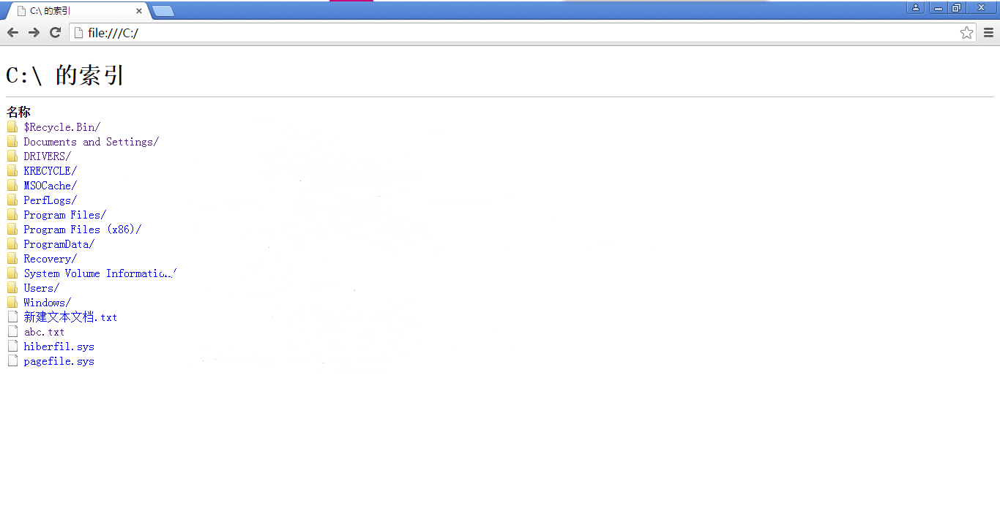 C:\ 的索引
file:///C:/
C:\ 的索引
名称
$Recycle.Bin/
Documents and Settings/
DRIVERS/
KRECYCLE/
MSOCache/
PerfLogs/
Program Files/
Program Files (x86)/
ProgramData/
Recovery/
System Volume Information/
Users/
Windows/
新建文本文档.txt
abc.txt
hiberfil.sys
pagefile.sys